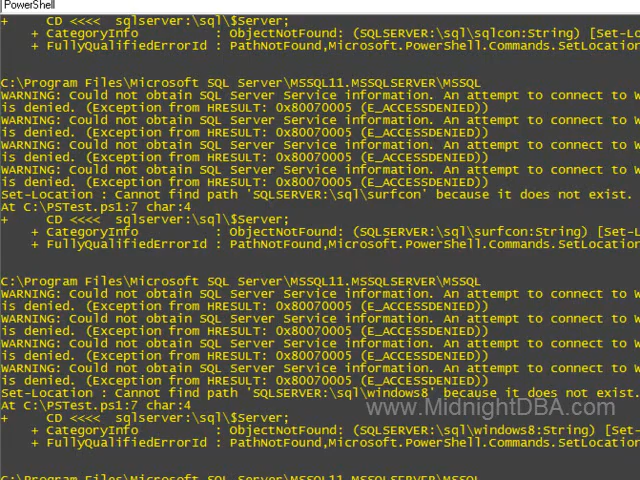 PowerShell
+     CD <<<<  sqlserver:\sql\$Server;
    + CategoryInfo          : ObjectNotFound: (SQLSERVER:\sql\sqlcon:String) [Set-Lo
    + FullyQualifiedErrorId : PathNotFound,Microsoft.PowerShell.Commands.SetLocation
C:\Program Files\Microsoft SQL Server\MSSQL11.MSSQLSERVER\MSSQL
WARNING: Could not obtain SQL Server Service information. An attempt to connect to W
is denied. (Exception from HRESULT: 0x80070005 (E_ACCESSDENIED))
WARNING: Could not obtain SQL Server Service information. An attempt to connect to W
is denied. (Exception from HRESULT: 0x80070005 (E_ACCESSDENIED))
WARNING: Could not obtain SQL Server Service information. An attempt to connect to W
is denied. (Exception from HRESULT: 0x80070005 (E_ACCESSDENIED))
WARNING: Could not obtain SQL Server Service information. An attempt to connect to W
is denied. (Exception from HRESULT: 0x80070005 (E_ACCESSDENIED))
Set-Location : Cannot find path 'SQLSERVER:\sql\surfcon' because it does not exist.
At C:\PSTest.ps1:7 char:4
+     CD <<<<  sqlserver:\sql\$Server;
    + CategoryInfo          : ObjectNotFound: (SQLSERVER:\sql\surfcon:String) [Set-L
    + FullyQualifiedErrorId : PathNotFound,Microsoft.PowerShell.Commands.SetLocation
C:\Program Files\Microsoft SQL Server\MSSQL11.MSSQLSERVER\MSSQL
WARNING: Could not obtain SQL Server Service information. An attempt to connect to W
is denied. (Exception from HRESULT: 0x80070005 (E_ACCESSDENIED))
WARNING: Could not obtain SQL Server Service information. An attempt to connect to W
is denied. (Exception from HRESULT: 0x80070005 (E_ACCESSDENIED))
WARNING: Could not obtain SQL Server Service information. An attempt to connect to W
is denied. (Exception from HRESULT: 0x80070005 (E_ACCESSDENIED))
WARNING: Could not obtain SQL Server Service information. An attempt to connect to W
is denied. (Exception from HRESULT: 0x80070005 (E_ACCESSDENIED))
Set-Location : Cannot find path 'SQLSERVER:\sql\windows8' because it does not exist.
At C:\PSTest.ps1:7 char:4
www.MidnightDBA.com
+     CD <<<<  sqlserver:\sql\$Server;
    + CategoryInfo          : ObjectNotFound: (SQLSERVER:\sql\windows8:String) [Set-
    + FullyQualifiedErrorId : PathNotFound,Microsoft.PowerShell.Commands.SetLocation
C:\Program Files\Microsoft SQL Server\MSSQL11.MSSQLSERVER\MSSQL